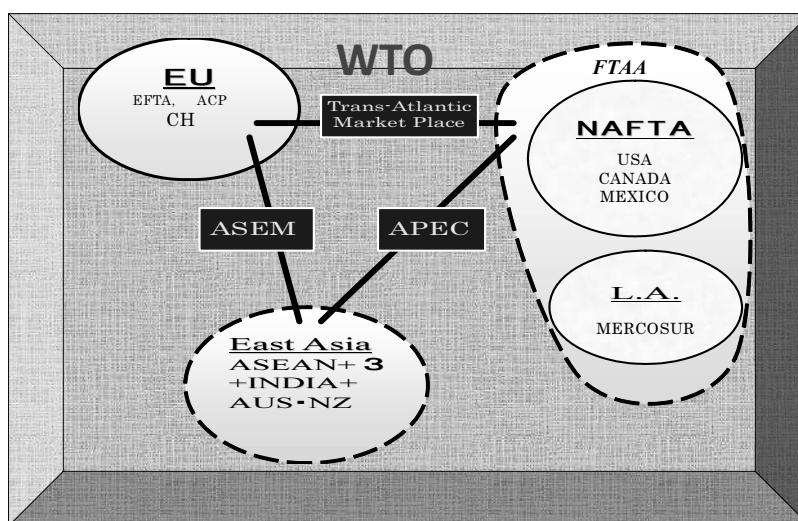 WTO
EU
EFTA, ACP
CH
Trans-Atlantic
Market Place
FTAA
NAFTA
USA
CANADA
MEXICO
ASEM
APEC
L.A.
MERCOSUR
East Asia
ASEAN+ 3
+INDIA+
AUS・NZ